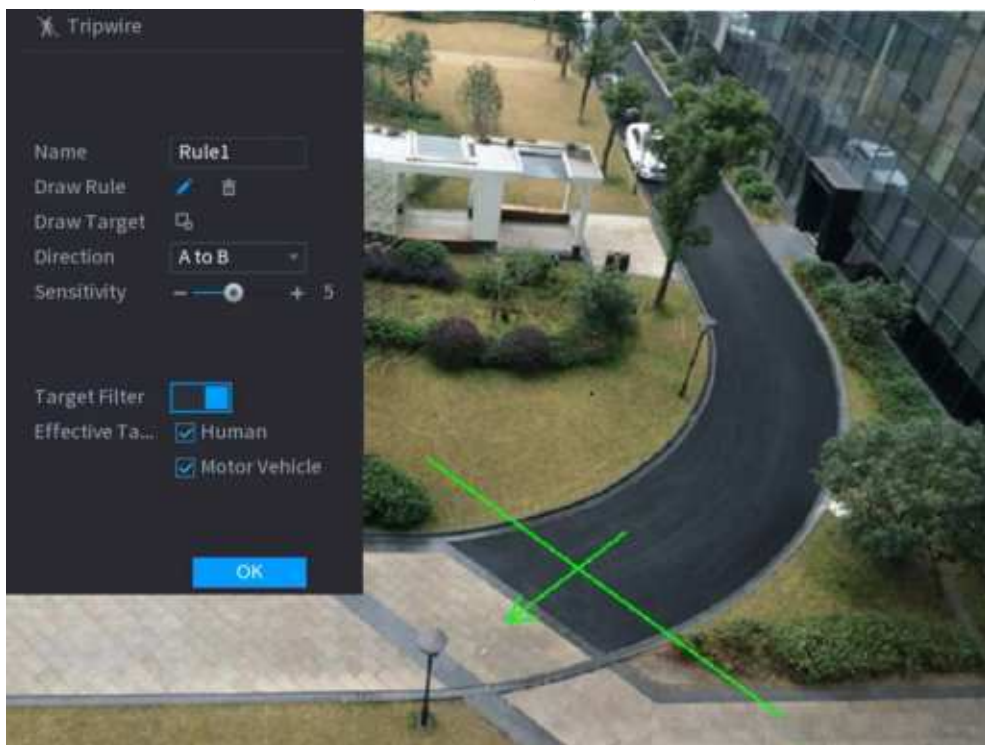 Tripwire
Name Rule1
Draw Rule
Draw Target
Direction A to B
Sensitivity - + 5
Target Filter
Effective Ta...
Human
Motor Vehicle
OK